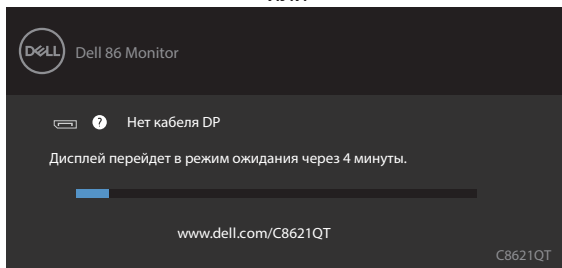 DELL
Dell 86 Monitor
? Нет кабеля DP
Дисплей перейдет в режим ожидания через 4 минуты.
www.dell.com/C8621QT
C8621QT